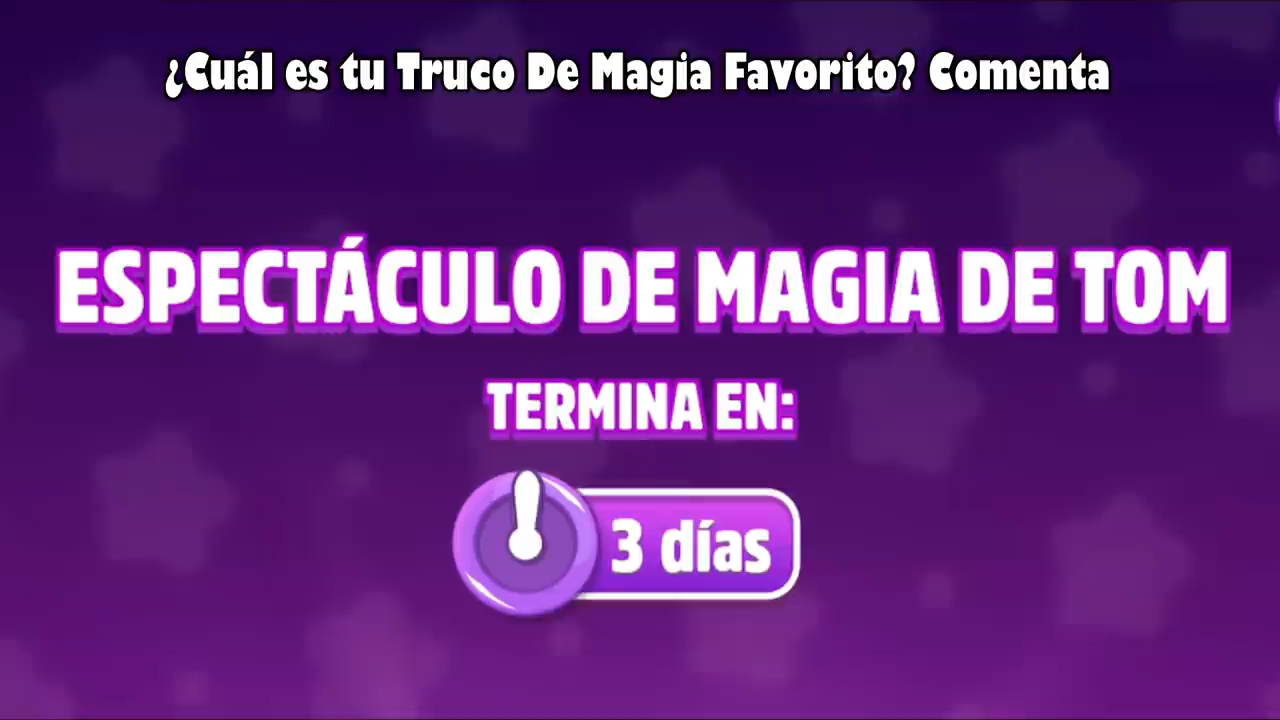 ¿Cuál es tu Truco De Magia Favorito? Comenta
ESPECTÁCULO DE MAGIA DE TOM
TERMINA EN:
3 días